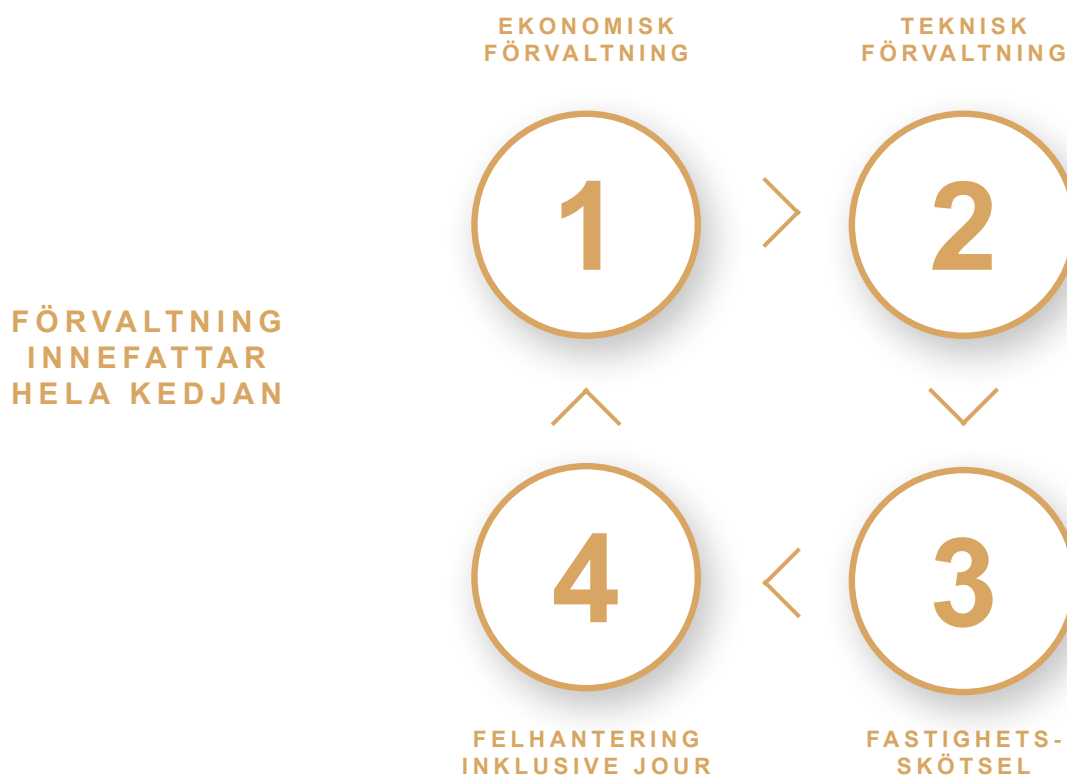 EKONOMISK
FÖRVALTNING
TEKNISK
FÖRVALTNING
1
2
FÖRVALTNING
INNEFATTAR
HELA KEDJAN
4
3
FELHANTERING
INKLUSIVE JOUR
FASTIGHETS-
SKÖTSEL